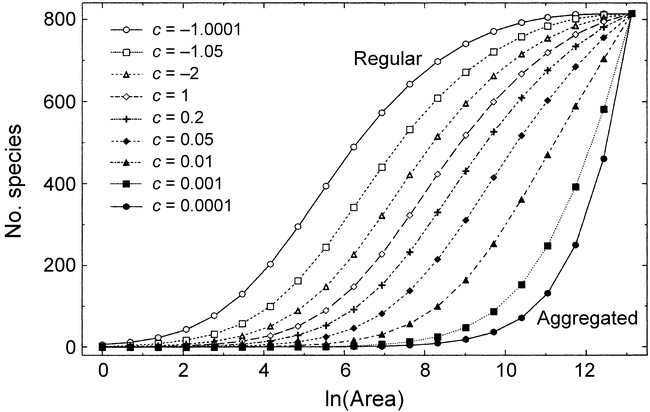 800
600
400
200
0
No. species
c = –1.0001
c = –1.05
c = –2
c = 1
c = 0.2
c = 0.05
c = 0.01
c = 0.001
c = 0.0001
Regular
Aggregated
0 2 4 6 8 10 12
ln(Area)